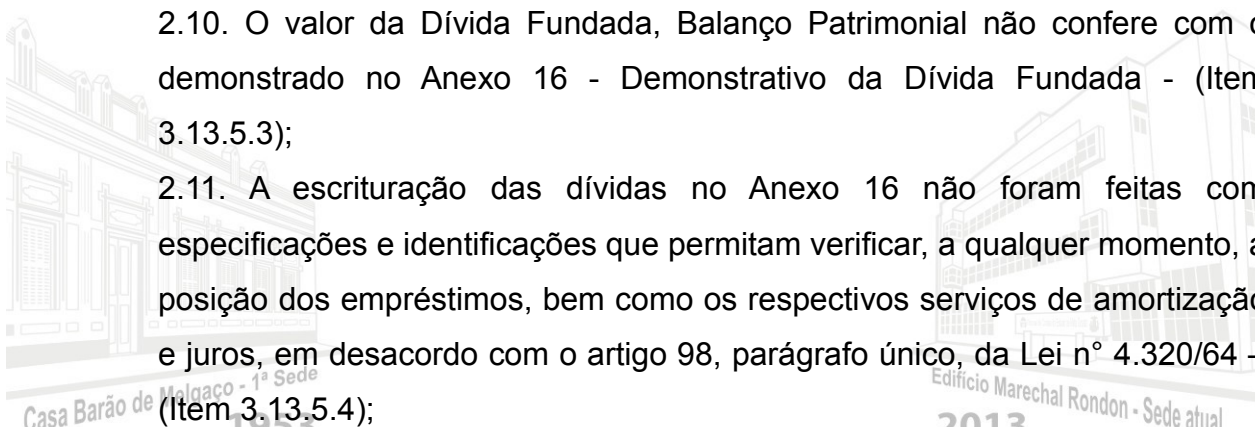 2.10. O valor da Dívida Fundada, Balanço Patrimonial não confere com o
demonstrado no Anexo 16 - Demonstrativo da Dívida Fundada - (Item
3.13.5.3);
2.11. A escrituração das dívidas no Anexo 16 não foram feitas com
especificações e identificações que permitam verificar, a qualquer momento, a
posição dos empréstimos, bem como os respectivos serviços de amortização
e juros, em desacordo com o artigo 98, parágrafo único, da Lei n° 4.320/64 -
(Item 3.13.5.4);
Casa Barão de Melgaço - 1ª Sede
1953
Edifício Marechal Rondon - Sede atual
2013